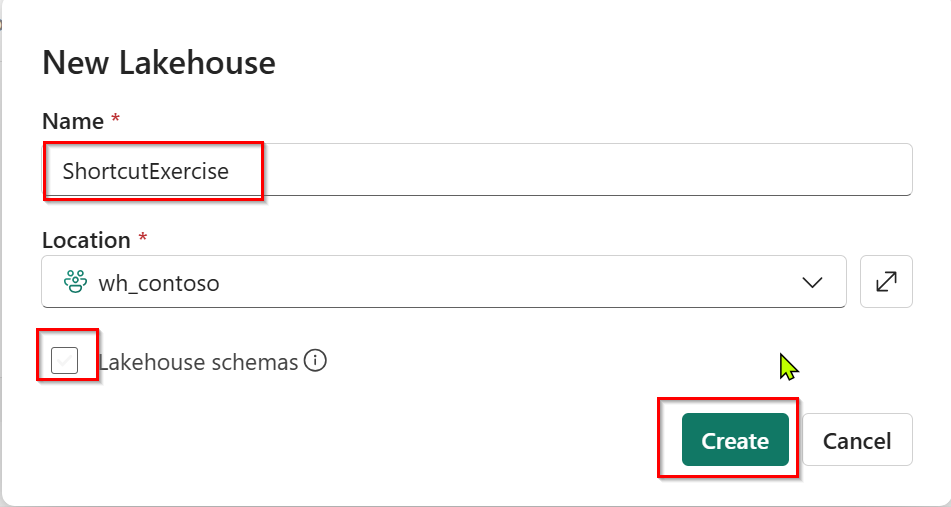 New Lakehouse
Name *
ShortcutExercise
Location *
wh_contoso
Lakehouse schemas
Create Cancel